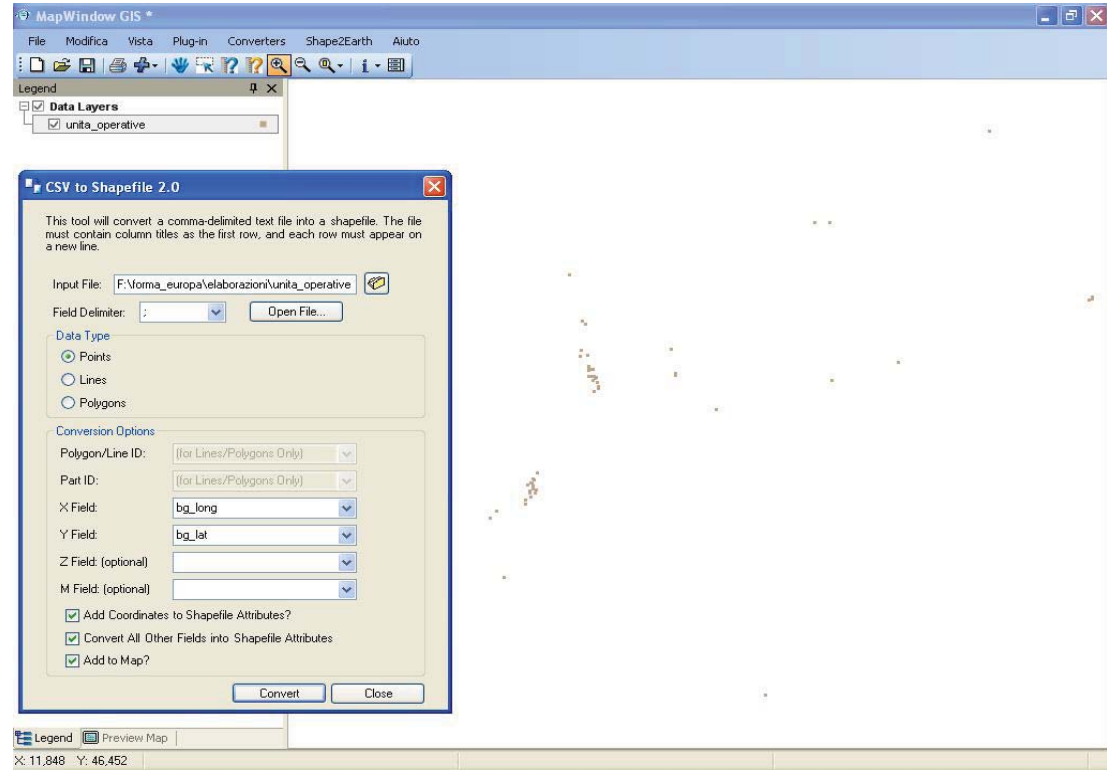 MapWindow GIS *
File Modifica Vista Plug-in Converters Shape2Earth Aiuto
Legend
Data Layers
unita_operative
CSV to Shapefile 2.0
This tool will convert a comma-delimited text file into a shapefile. The file
must contain column titles as the first row, and each row must appear on
a new line.
Input File: F:\forma_europa\elaborazioni\unita_operative
Field Delimiter: ; Open File...
Data Type
Points
Lines
Polygons
Conversion Options
Polygon/Line ID: (for Lines/Polygons Only)
Part ID: (for Lines/Polygons Only)
X Field: bg_long
Y Field: bg_lat
Z Field: (optional)
M Field: (optional)
Add Coordinates to Shapefile Attributes?
Convert All Other Fields into Shapefile Attributes
Add to Map?
Convert Close
Legend Preview Map
X: 11,848 Y: 46,452